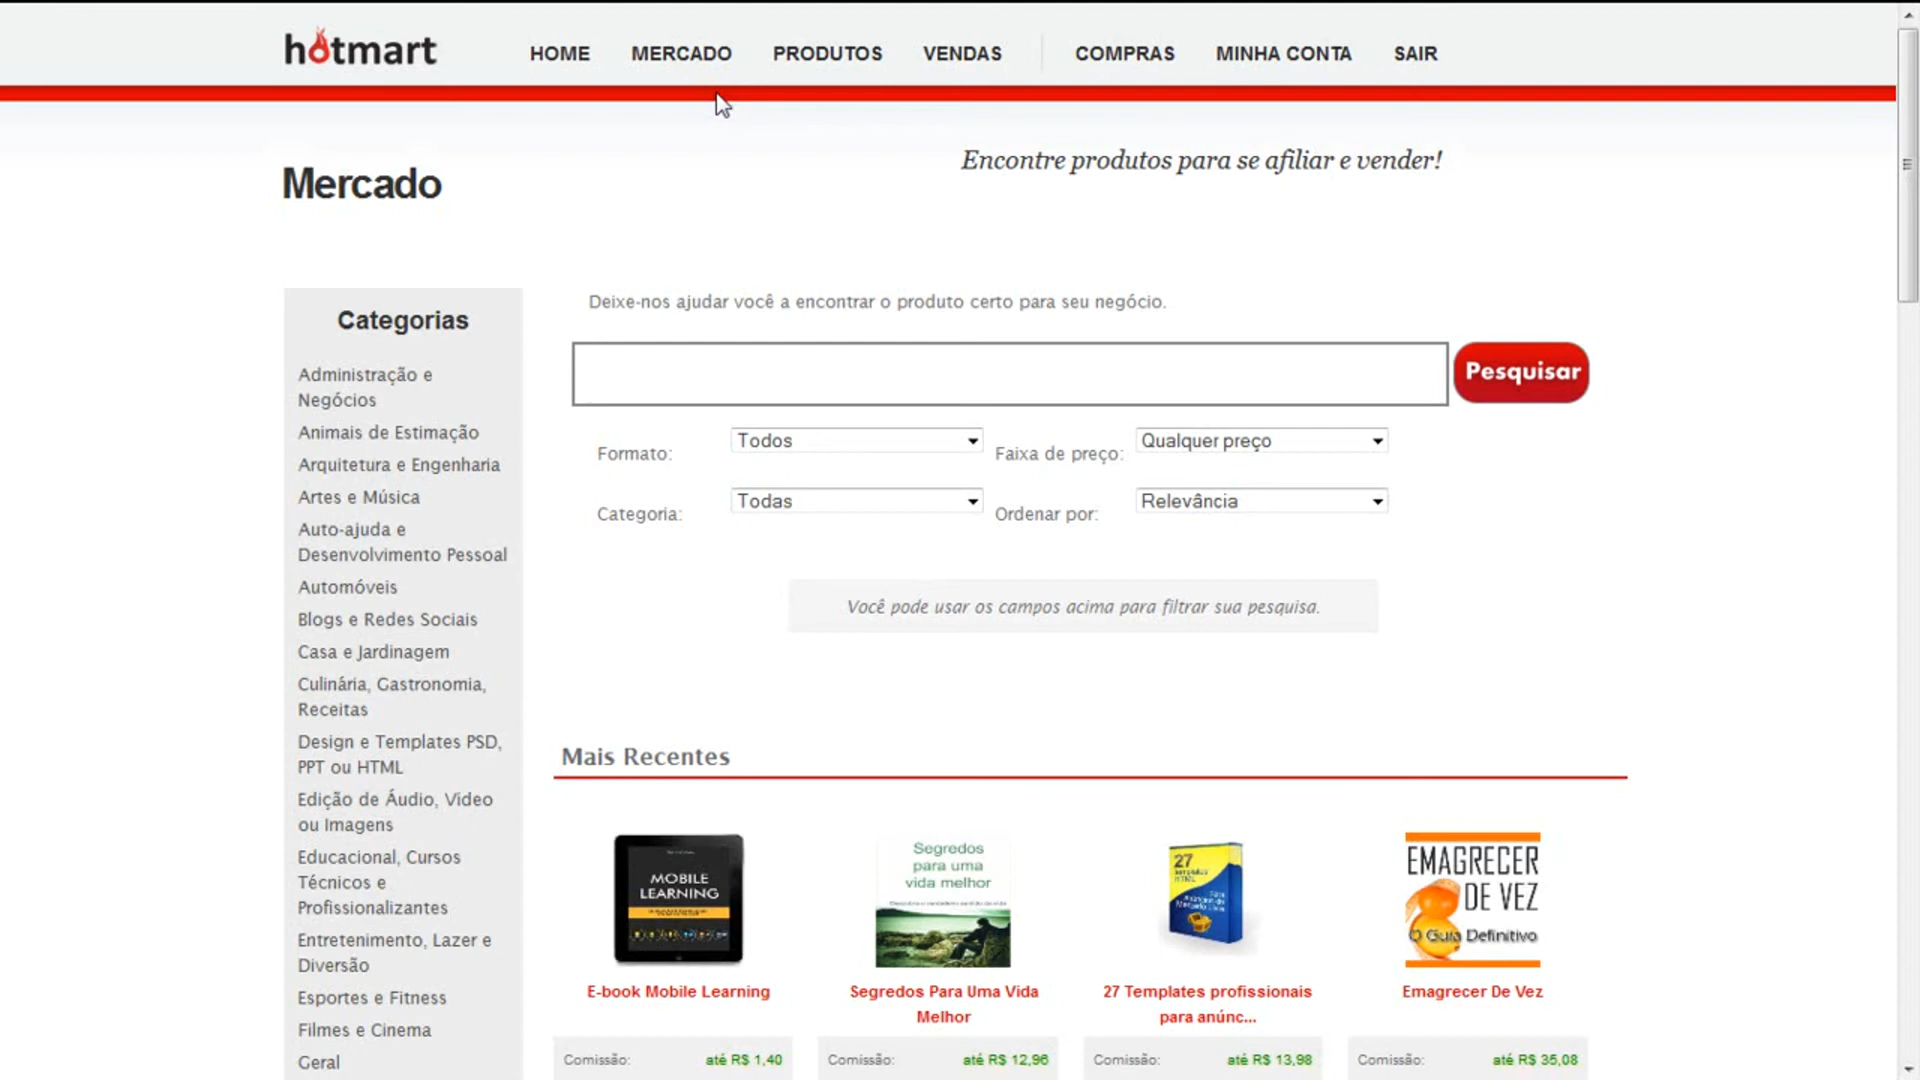 hotmart
HOME MERCADO PRODUTOS VENDAS COMPRAS MINHA CONTA SAIR
Encontre produtos para se afiliar e vender!
Mercado
Categorias
Administração e
Negócios
Animais de Estimação
Arquitetura e Engenharia
Artes e Música
Auto-ajuda e
Desenvolvimento Pessoal
Automóveis
Blogs e Redes Sociais
Casa e Jardinagem
Culinária, Gastronomia,
Receitas
Design e Templates PSD,
PPT ou HTML
Edição de Áudio, Video
ou Imagens
Educacional, Cursos
Técnicos e
Profissionalizantes
Entretenimento, Lazer e
Diversão
Esportes e Fitness
Filmes e Cinema
Geral
Deixe-nos ajudar você a encontrar o produto certo para seu negócio.
Pesquisar
Formato: Todos Faixa de preço: Qualquer preço
Categoria: Todas Ordenar por: Relevância
Você pode usar os campos acima para filtrar sua pesquisa.
Mais Recentes
MOBILE
LEARNING
E-book Mobile Learning
Comissão: até R$ 1,40
Segredos
para uma
vida melhor
Segredos Para Uma Vida
Melhor
Comissão: até R$ 12,96
27
templates
HTML
27 Templates profissionais
para anúnc...
Comissão: até R$ 13,98
EMAGRECER
DE VEZ
O Guia Definitivo
Emagrecer De Vez
Comissão: até R$ 35,08